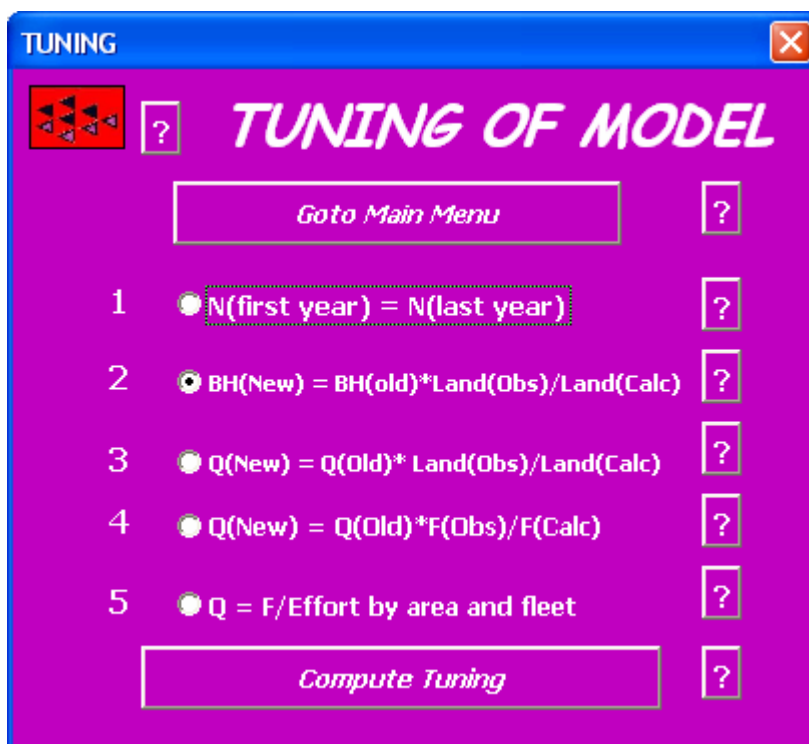 TUNING
? TUNING OF MODEL
Goto Main Menu ?
1 N(first year) = N(last year) ?
2 BH(New) = BH(old)*Land(Obs)/Land(Calc) ?
3 Q(New) = Q(Old)* Land(Obs)/Land(Calc) ?
4 Q(New) = Q(Old)*F(Obs)/F(Calc) ?
5 Q = F/Effort by area and fleet ?
Compute Tuning ?